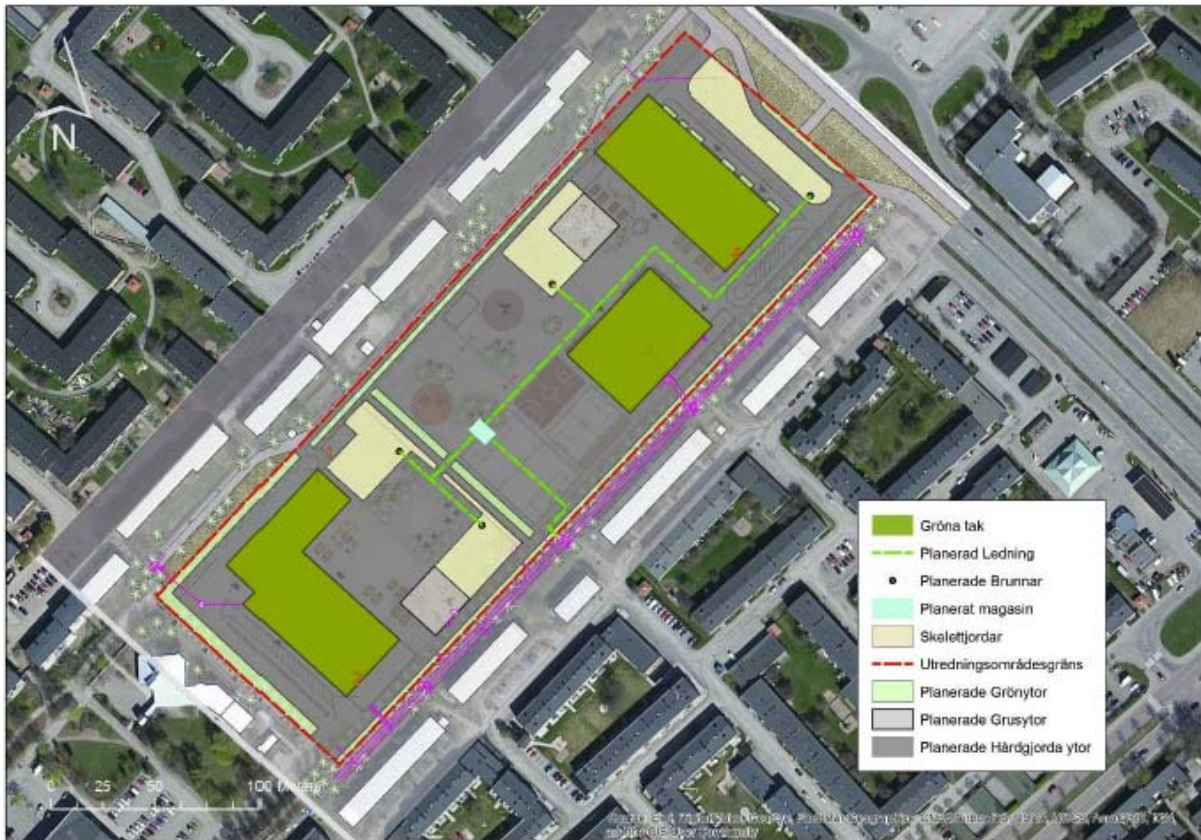 N
Gröna tak
Planerad Ledning
Planerade Brunnar
Planerat magasin
Skelettjordar
Utredningsområdesgräns
Planerade Grönytor
Planerade Grusytor
Planerade Hårdgjorda ytor
0 25 50 100 Meters